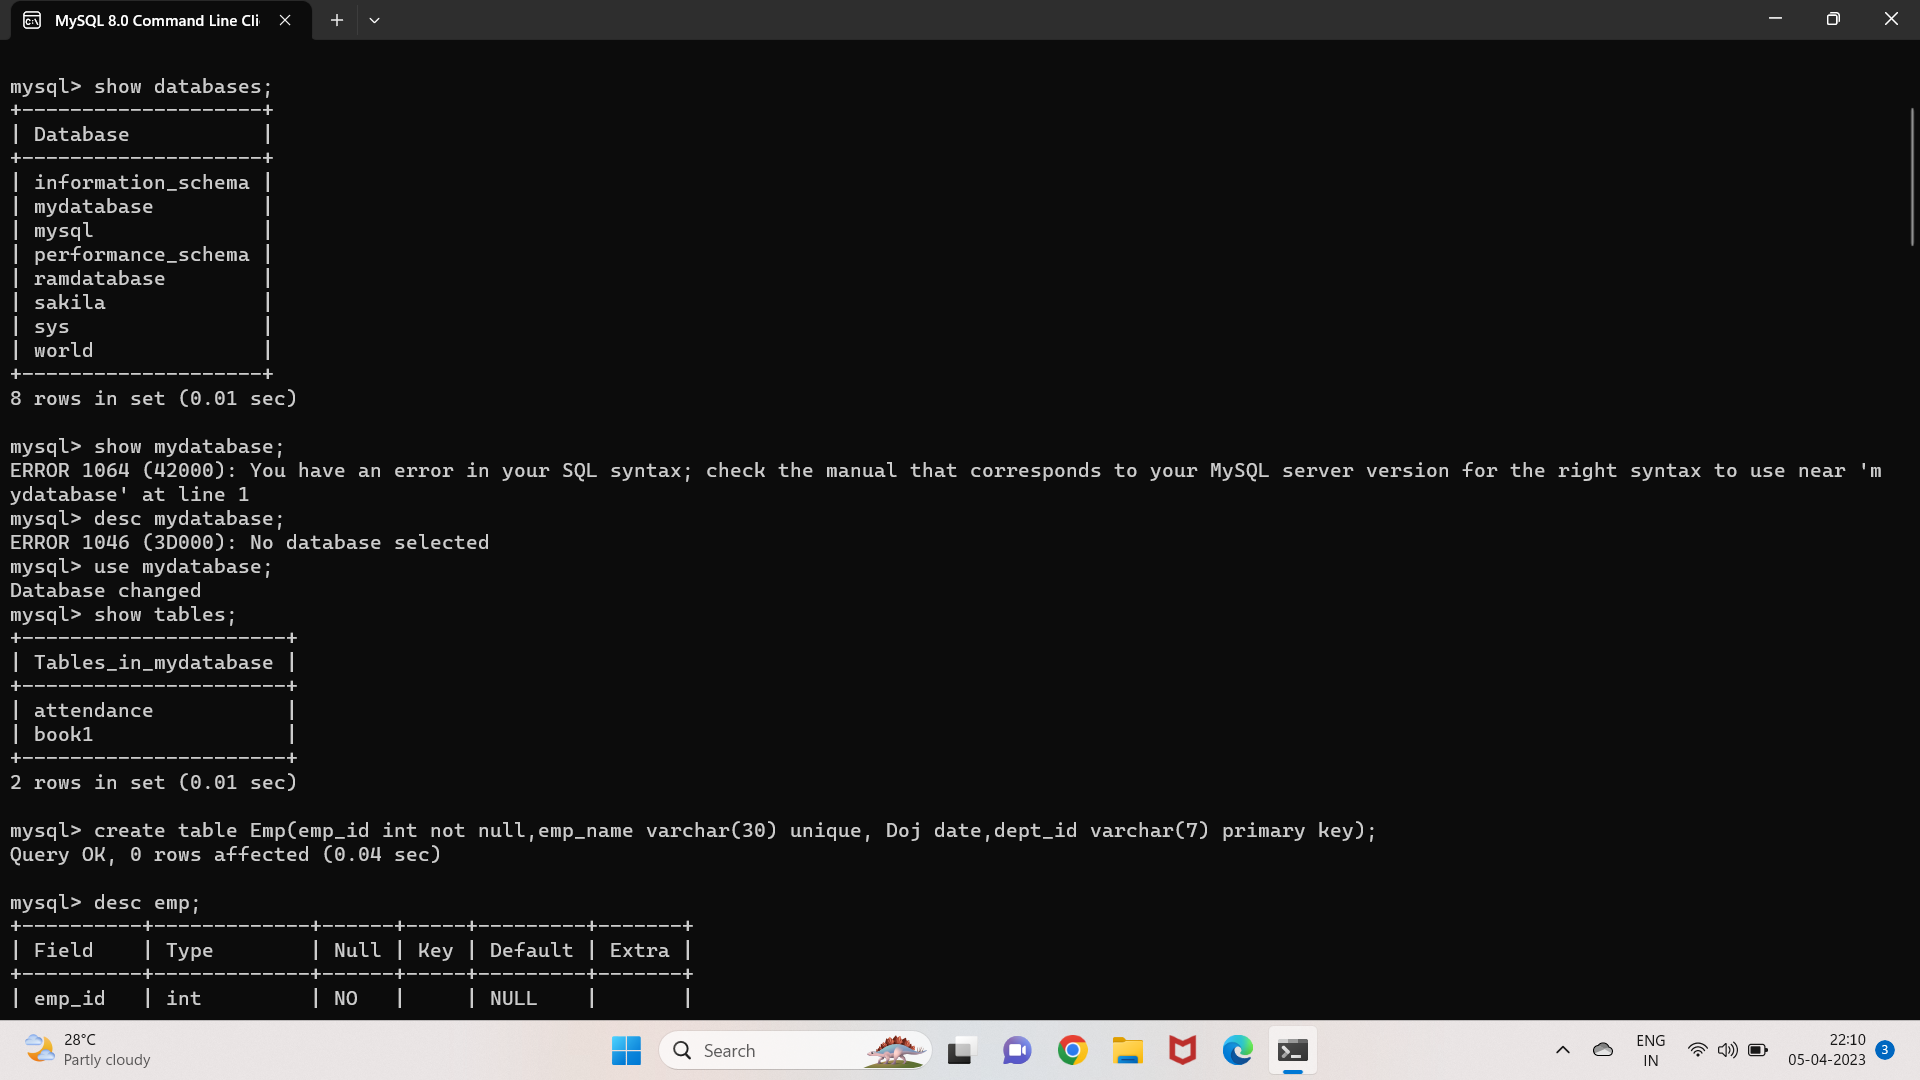 MySQL 8.0 Command Line Cli
mysql> show databases;
+--------------------+
| Database           |
+--------------------+
| information_schema |
| mydatabase         |
| mysql              |
| performance_schema |
| ramdatabase        |
| sakila             |
| sys                |
| world              |
+--------------------+
8 rows in set (0.01 sec)
mysql> show mydatabase;
ERROR 1064 (42000): You have an error in your SQL syntax; check the manual that corresponds to your MySQL server version for the right syntax to use near 'm
ydatabase' at line 1
mysql> desc mydatabase;
ERROR 1046 (3D000): No database selected
mysql> use mydatabase;
Database changed
mysql> show tables;
+----------------------+
| Tables_in_mydatabase |
+----------------------+
| attendance           |
| book1                |
+----------------------+
2 rows in set (0.01 sec)
mysql> create table Emp(emp_id int not null,emp_name varchar(30) unique, Doj date,dept_id varchar(7) primary key);
Query OK, 0 rows affected (0.04 sec)
mysql> desc emp;
+----------+-------------+------+-----+---------+-------+
| Field    | Type        | Null | Key | Default | Extra |
+----------+-------------+------+-----+---------+-------+
| emp_id   | int         | NO   |     | NULL    |       |
28°C
Partly cloudy
Search
ENG
IN
22:10
05-04-2023
3